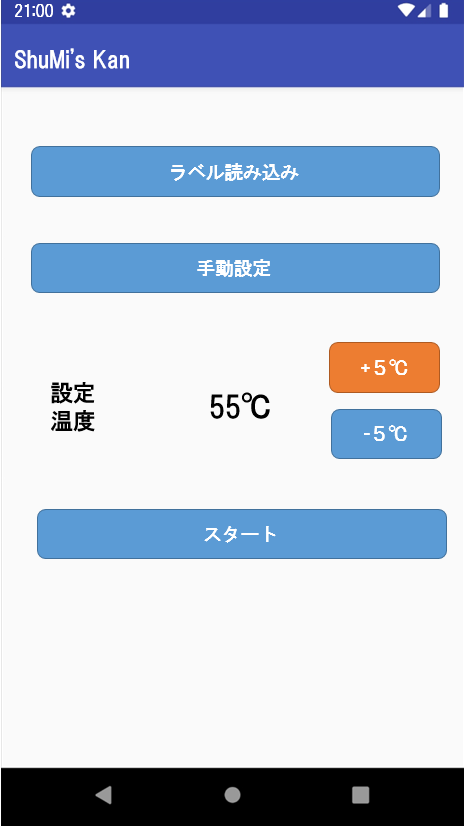 21:00
ShuMi's Kan
ラベル読み込み
手動設定
+5℃
設定
温度
55℃
-5℃
スタート